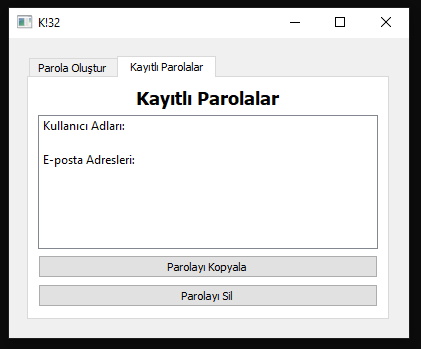 K!32
Parola Oluştur
Kayıtlı Parolalar
Kayıtlı Parolalar
Kullanıcı Adları:
E-posta Adresleri:
Parolayı Kopyala
Parolayı Sil